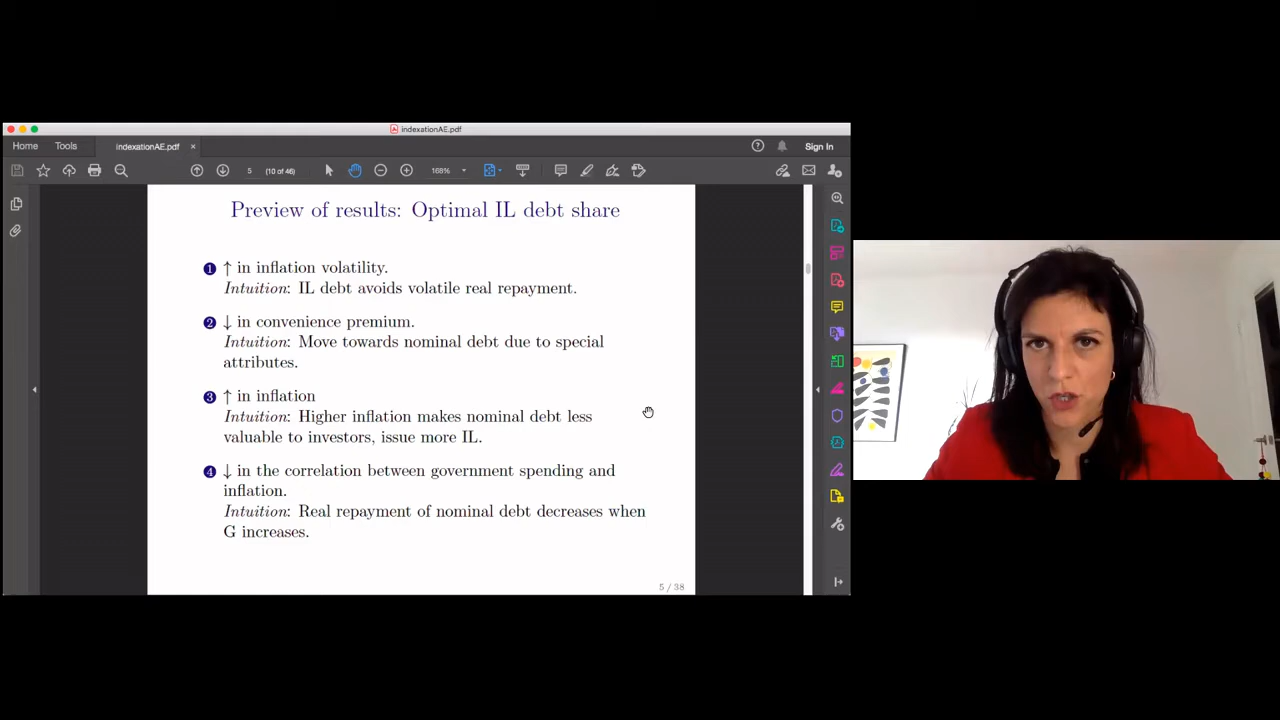 indexationAE.pdf
Home Tools indexationAE.pdf × Sign In
5 (10 of 46) 168%
Preview of results: Optimal IL debt share
1 ↑ in inflation volatility.
Intuition: IL debt avoids volatile real repayment.
2 ↓ in convenience premium.
Intuition: Move towards nominal debt due to special
attributes.
3 ↑ in inflation
Intuition: Higher inflation makes nominal debt less
valuable to investors, issue more IL.
4 ↓ in the correlation between government spending and
inflation.
Intuition: Real repayment of nominal debt decreases when
G increases.
5 / 38